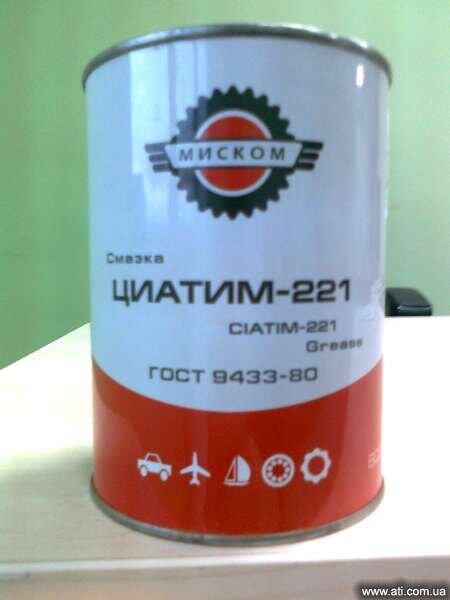 МИСКОМ
Смазка
ЦИАТИМ-221
CIATIM-221
Grease
ГОСТ 9433-80
www.ati.com.ua